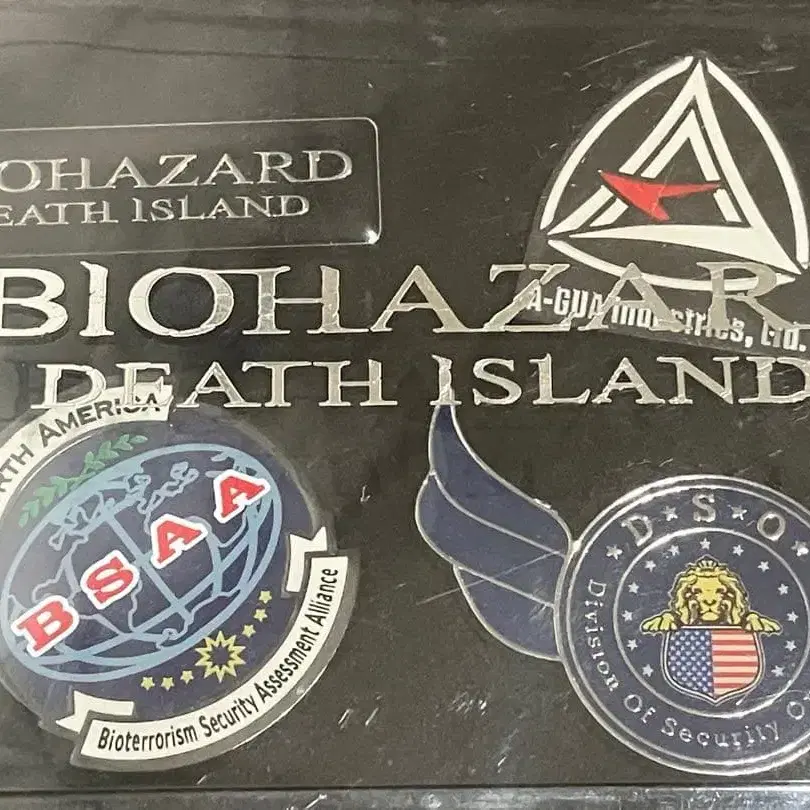 OHAZARD
EATH ISLAND
A-GUA Industries, Ltd.
BIOHAZAR
DEATH ISLAND
RTH AMERICA
BSAA
Bioterrorism Security Assessment Alliance
D★S★O★
Division Of Security O